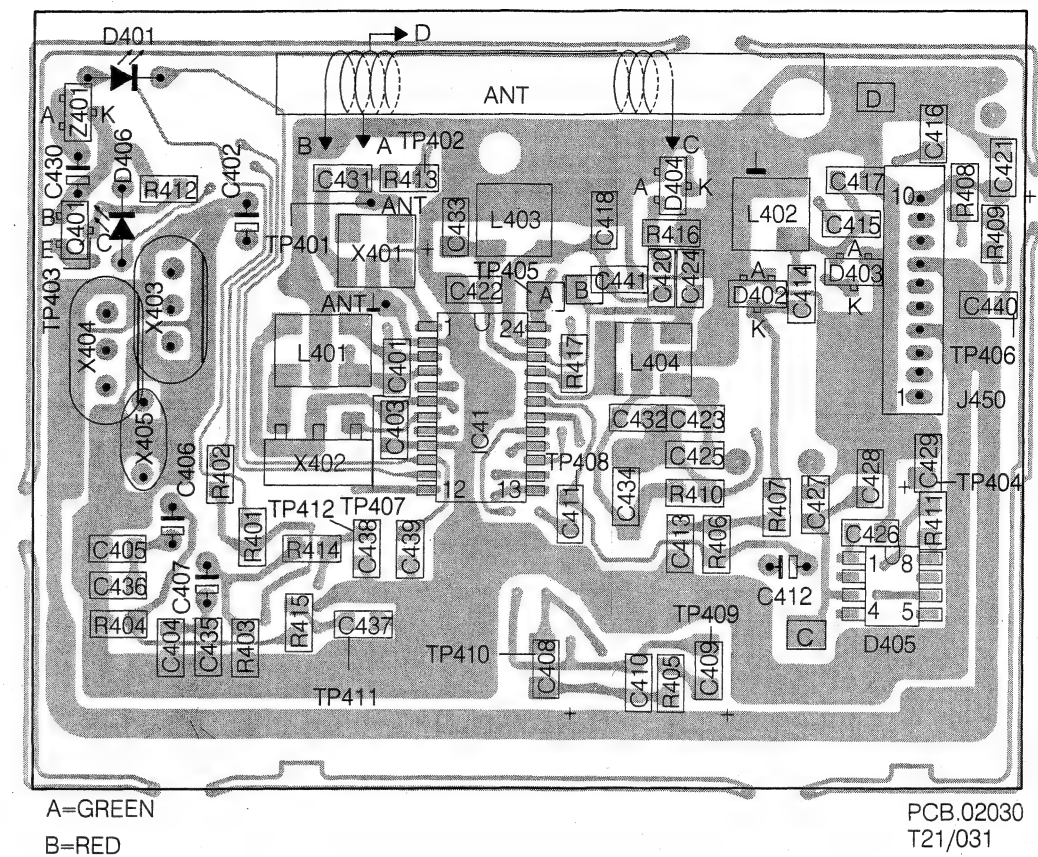 D401
D
ANT
A
Z401
K
D
C416
C421
C430
D406
C402
B
A
TP402
C
R412
C431
R413
A
D404
K
C417
10
R408
B
Q401
C
E
ANT
C433
L403
C418
R416
L402
C415
R409
TP401
X401
TP403
X403
TP405
C422
A
B
C441
C420
C424
A
D402
K
C414
A
D403
K
C440
ANT
X404
L401
C401
1
24
R417
L404
TP406
1
J450
C403
IC41
C432
C423
X405
X402
C425
C406
R402
12
13
TP408
C434
R410
C428
C429
TP404
TP412
TP407
C411
R407
C427
R411
R401
C405
R414
C438
C439
C413
R406
C426
1
8
C436
C407
C412
4
5
R404
C404
C435
R403
R415
C437
TP409
C
D405
TP410
C408
C410
R405
C409
TP411
A=GREEN
B=RED
PCB.02030
T21/031